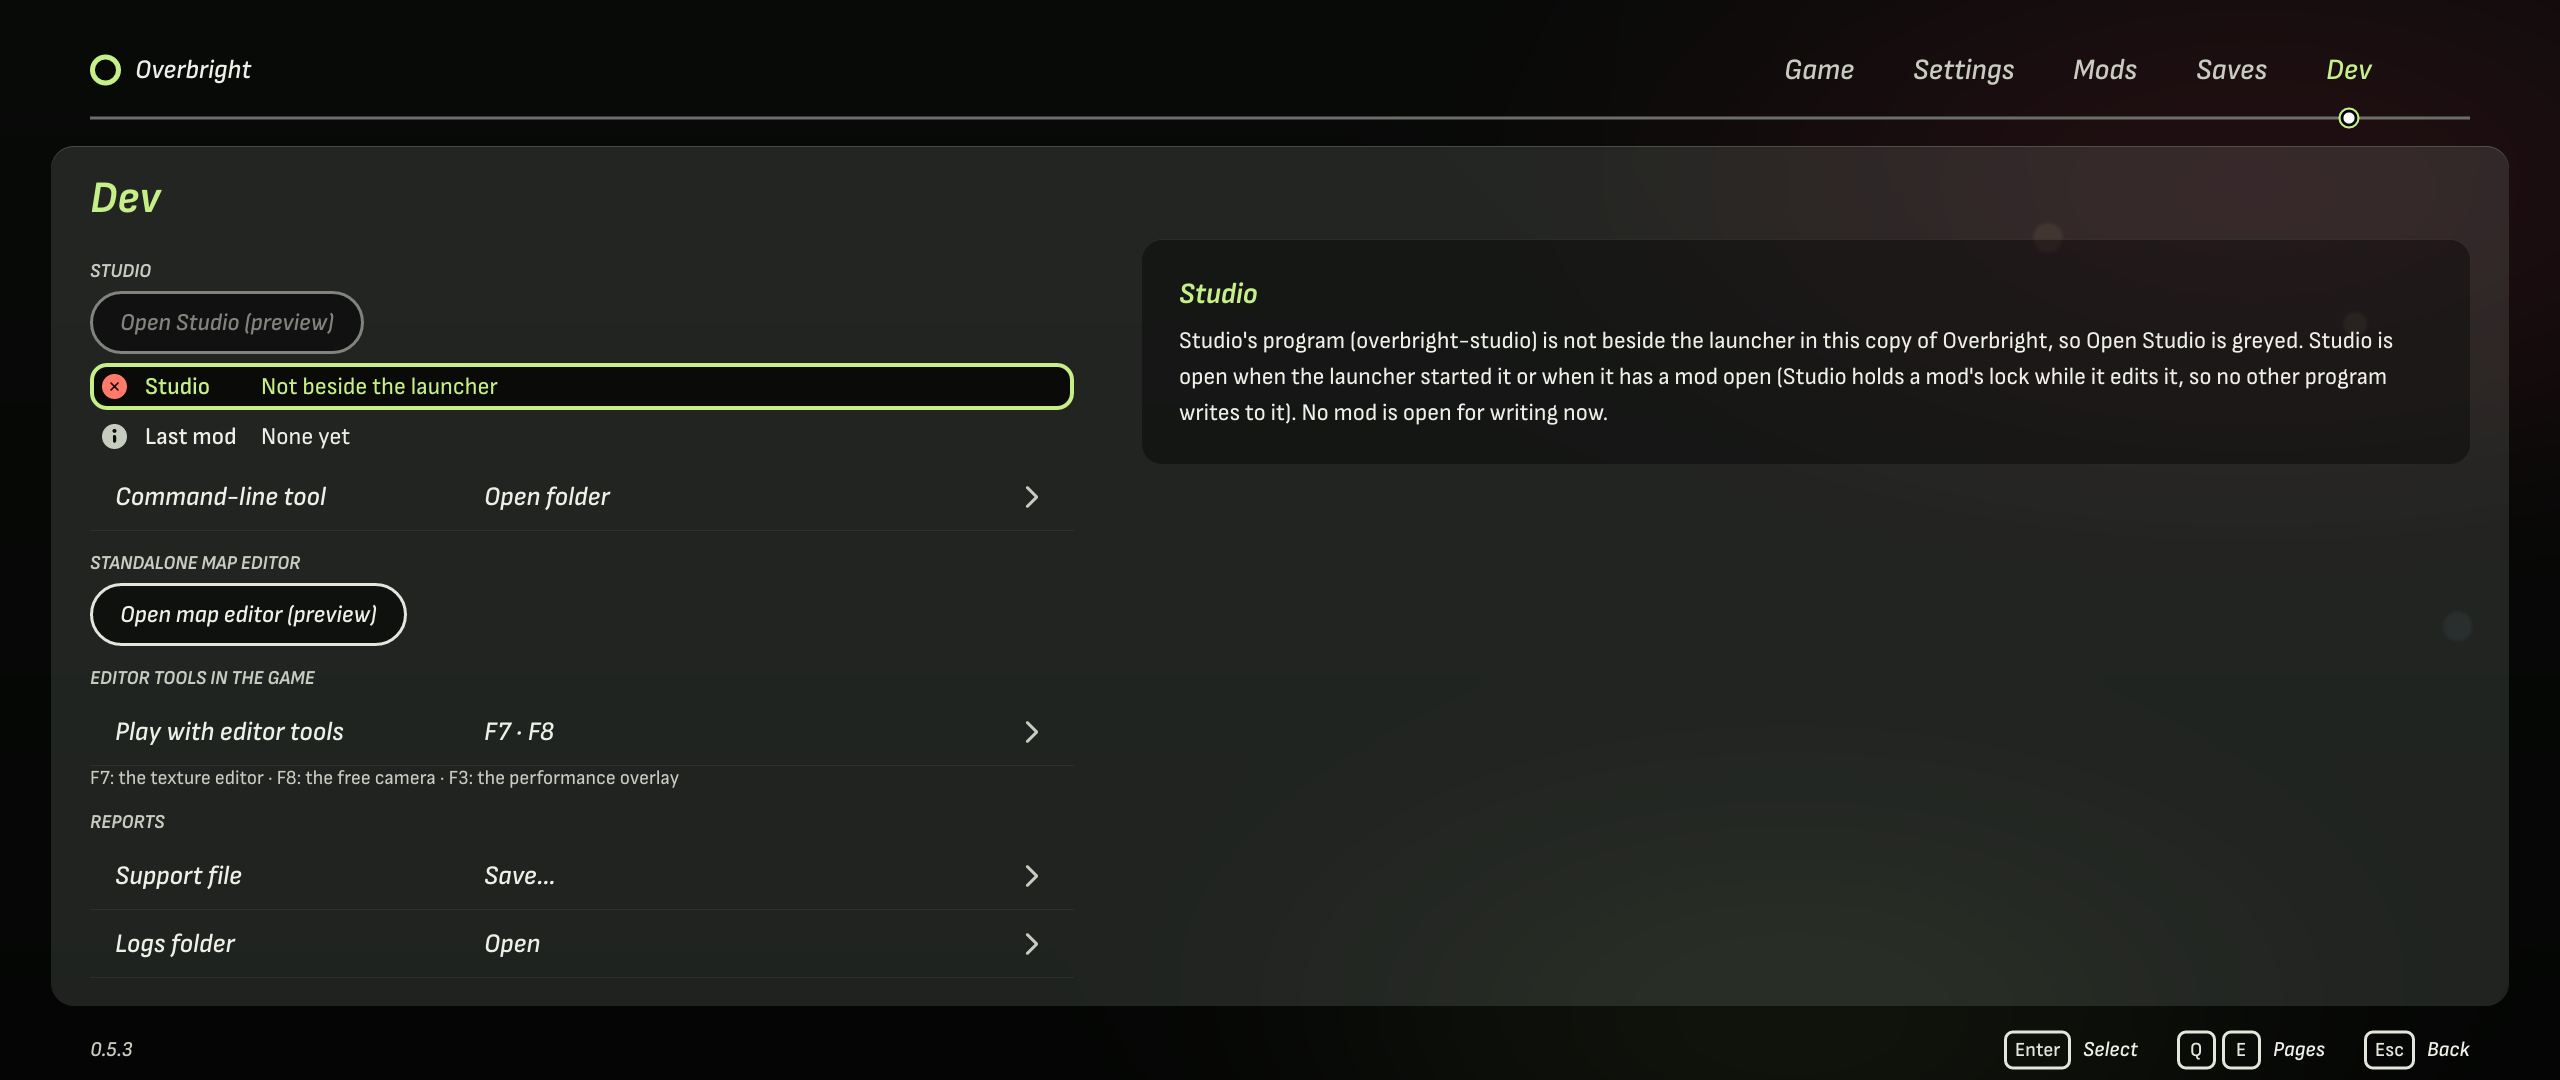 Overbright
Game Settings Mods Saves Dev
Dev
STUDIO
Open Studio (preview)
Studio Not beside the launcher
Last mod None yet
Command-line tool Open folder
STANDALONE MAP EDITOR
Open map editor (preview)
EDITOR TOOLS IN THE GAME
Play with editor tools F7 · F8
F7: the texture editor · F8: the free camera · F3: the performance overlay
REPORTS
Support file Save...
Logs folder Open
Studio
Studio's program (overbright-studio) is not beside the launcher in this copy of Overbright, so Open Studio is greyed. Studio is
open when the launcher started it or when it has a mod open (Studio holds a mod's lock while it edits it, so no other program
writes to it). No mod is open for writing now.
0.5.3
Enter Select Q E Pages Esc Back